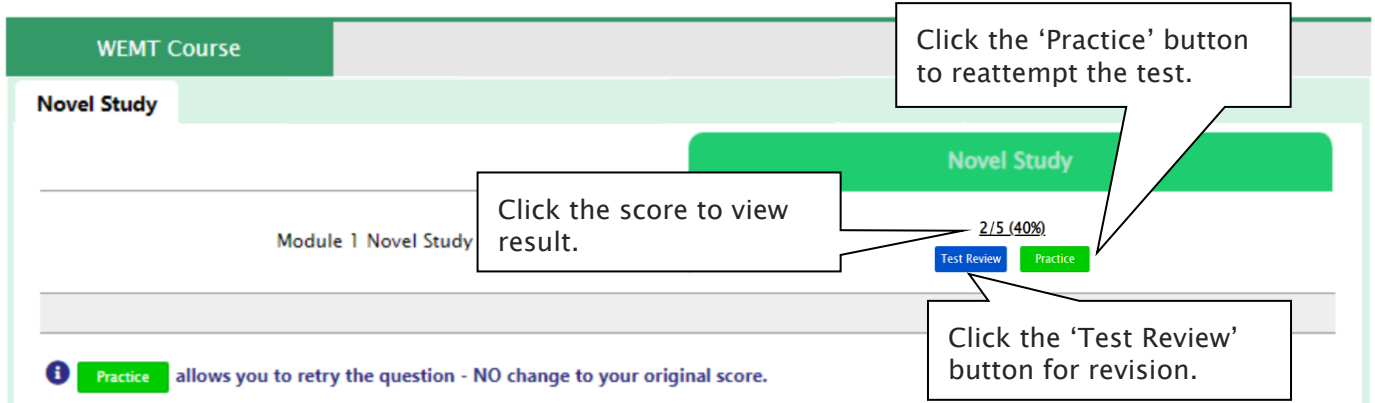 WEMT Course
Click the ‘Practice’ button
to reattempt the test.
Novel Study
Novel Study
Click the score to view
result.
Module 1 Novel Study
2/5 (40%)
Test Review
Practice
Click the ‘Test Review’
button for revision.
Practice allows you to retry the question - NO change to your original score.